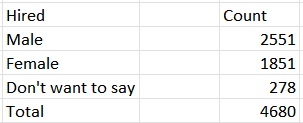 Hired Count
Male 2551
Female 1851
Don't want to say 278
Total 4680